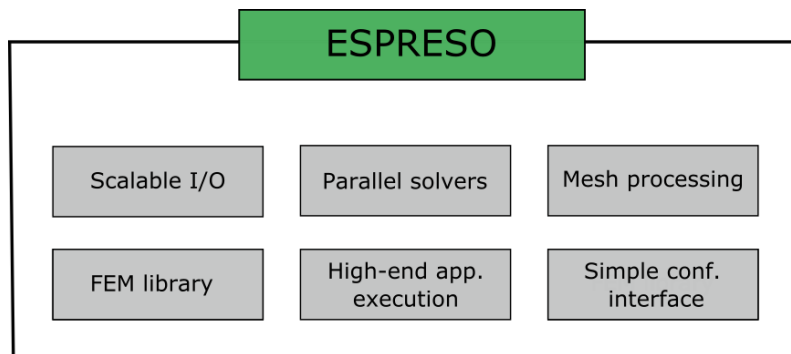 ESPRESO
Scalable I/O
Parallel solvers
Mesh processing
FEM library
High-end app.
execution
Simple conf.
interface